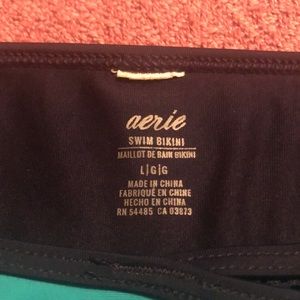 aerie
SWIM BIKINI
MAILLOT DE BAIN BIKINI
L|G|G
MADE IN CHINA
FABRIQUÉ EN CHINE
HECHO EN CHINA
RN 54485 CA 03873